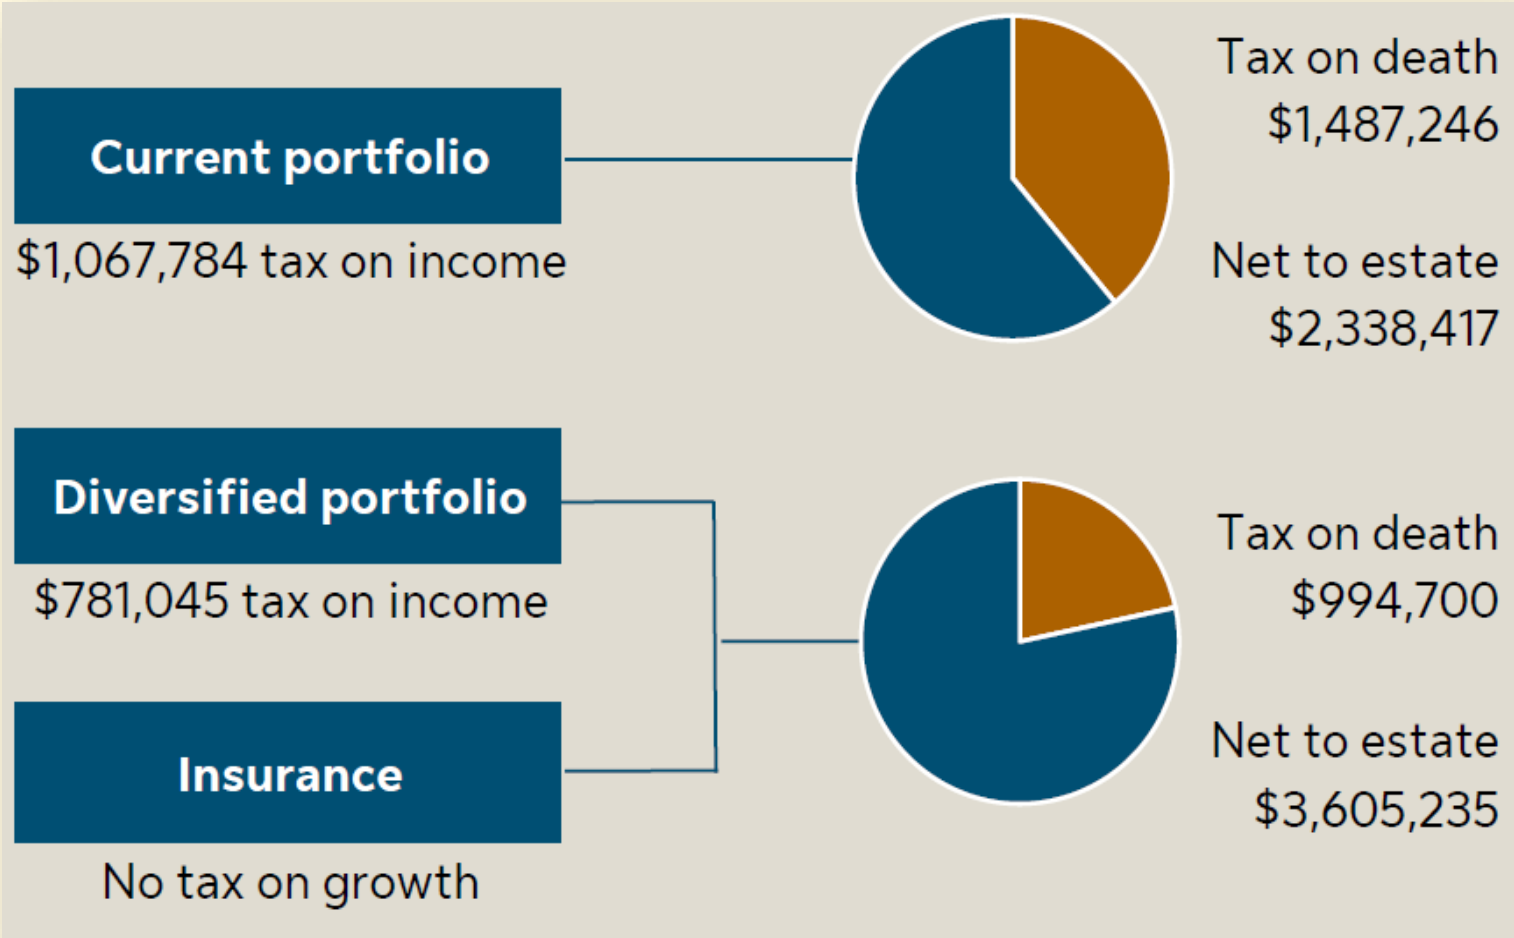 Current portfolio
$1,067,784 tax on income
Tax on death
$1,487,246
Net to estate
$2,338,417
Diversified portfolio
$781,045 tax on income
Insurance
No tax on growth
Tax on death
$994,700
Net to estate
$3,605,235